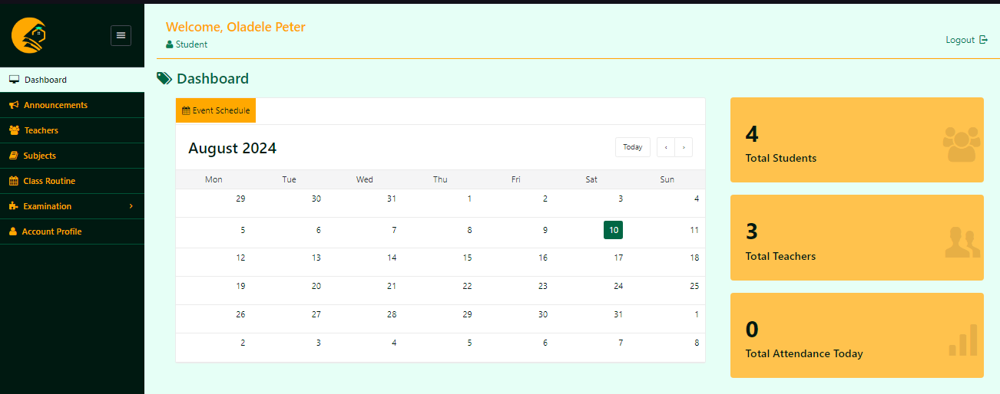 Welcome, Oladele Peter
Student
Logout
Dashboard
Announcements
Teachers
Subjects
Class Routine
Examination
Account Profile
Dashboard
Event Schedule
August 2024
Today ‹ ›
Mon Tue Wed Thu Fri Sat Sun
29 30 31 1 2 3 4
5 6 7 8 9 10 11
12 13 14 15 16 17 18
19 20 21 22 23 24 25
26 27 28 29 30 31 1
2 3 4 5 6 7 8
4
Total Students
3
Total Teachers
0
Total Attendance Today